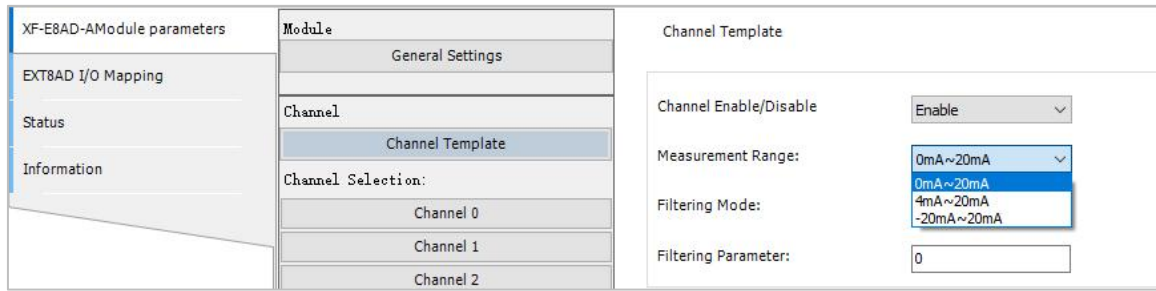 XF-E8AD-AModule parameters
EXT8AD I/O Mapping
Status
Information
Module
General Settings
Channel
Channel Template
Channel Selection:
Channel 0
Channel 1
Channel 2
Channel Template
Channel Enable/Disable
Enable
Measurement Range:
0mA~20mA
0mA~20mA
4mA~20mA
-20mA~20mA
Filtering Mode:
Filtering Parameter:
0